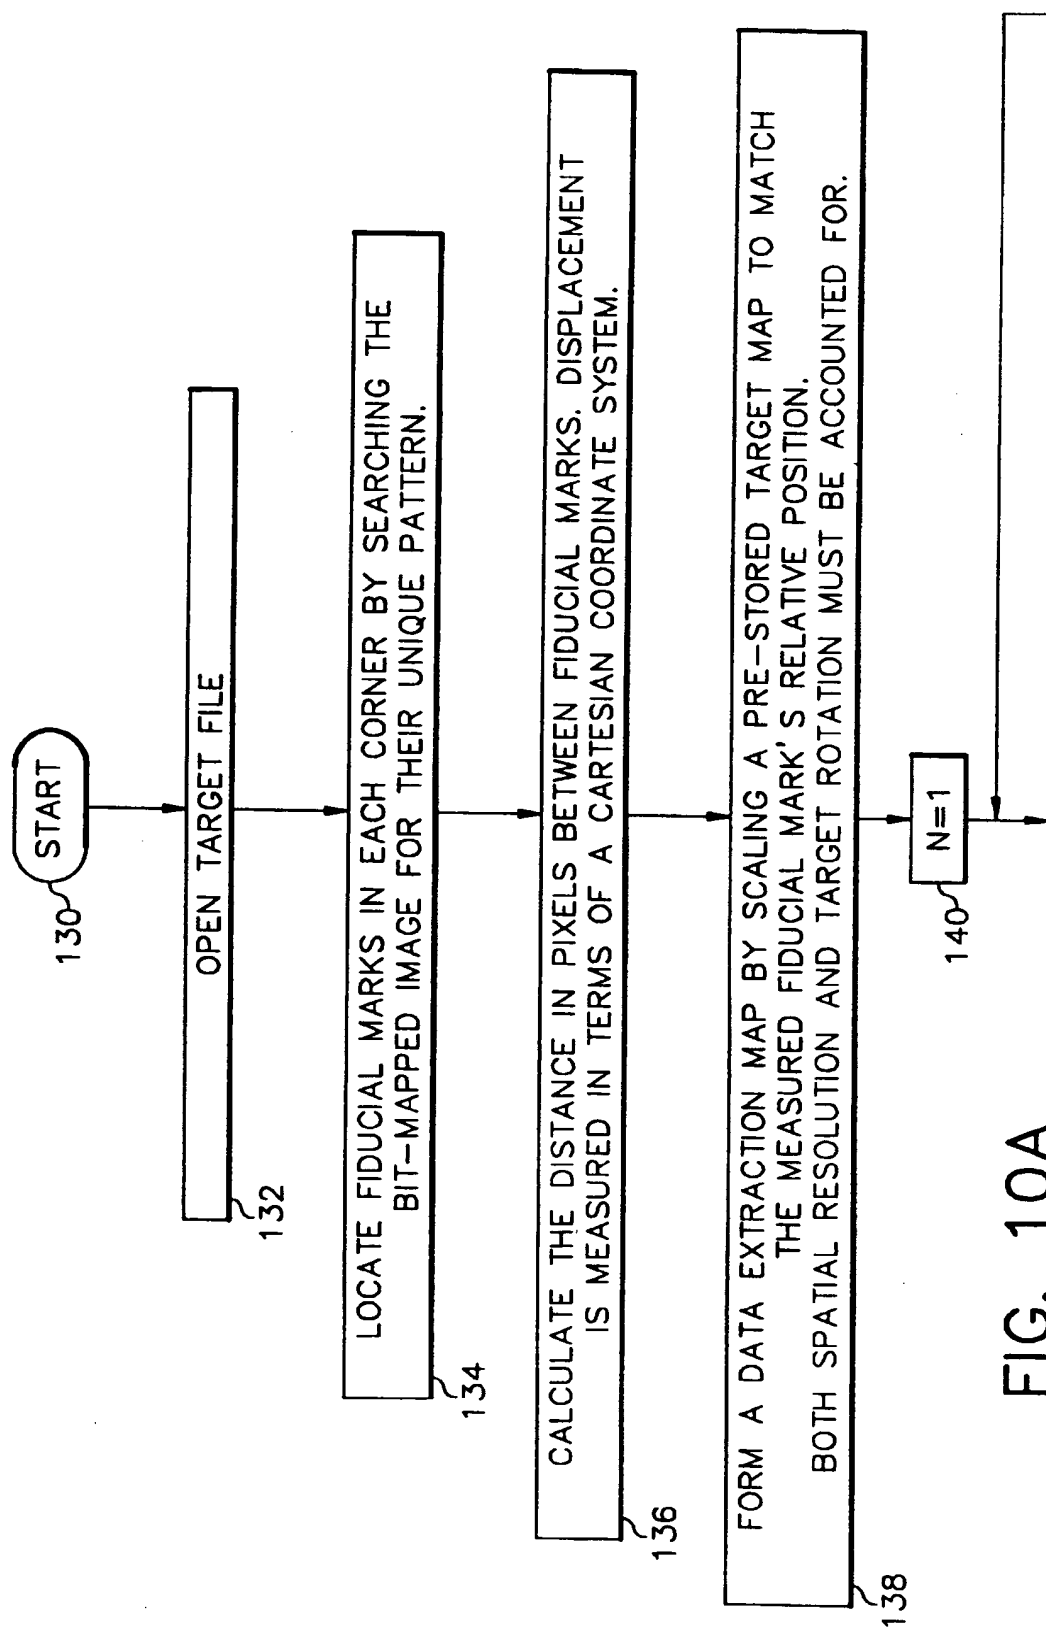 START
130
OPEN TARGET FILE
132
LOCATE FIDUCIAL MARKS IN EACH CORNER BY SEARCHING THE
BIT-MAPPED IMAGE FOR THEIR UNIQUE PATTERN.
134
CALCULATE THE DISTANCE IN PIXELS BETWEEN FIDUCIAL MARKS. DISPLACEMENT
IS MEASURED IN TERMS OF A CARTESIAN COORDINATE SYSTEM.
136
FORM A DATA EXTRACTION MAP BY SCALING A PRE-STORED TARGET MAP TO MATCH
THE MEASURED FIDUCIAL MARK'S RELATIVE POSITION.
BOTH SPATIAL RESOLUTION AND TARGET ROTATION MUST BE ACCOUNTED FOR.
138
N=1
140
FIG. 10A